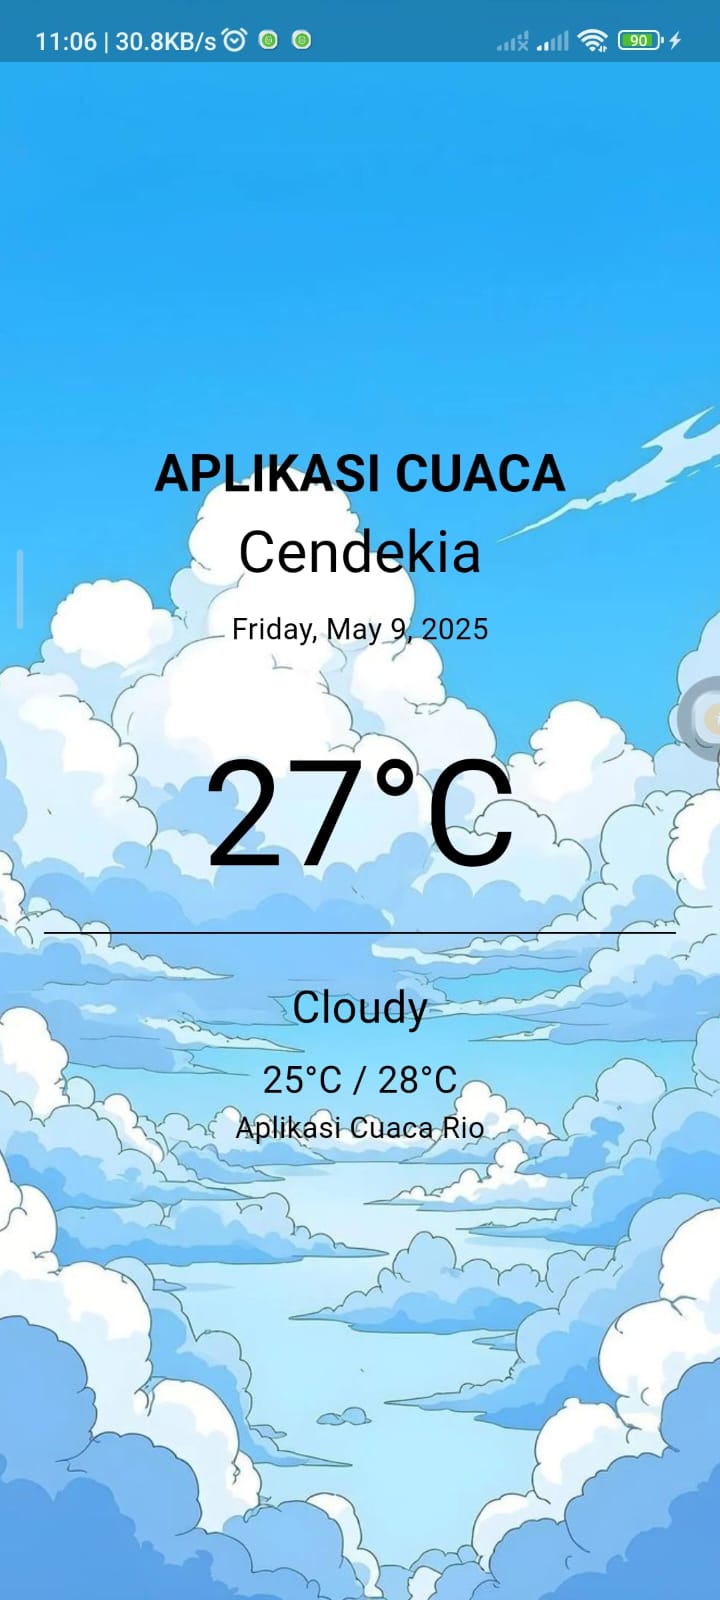 11:06 | 30.8KB/s
90
APLIKASI CUACA
Cendekia
Friday, May 9, 2025
27°C
Cloudy
25°C / 28°C
Aplikasi Cuaca Rio